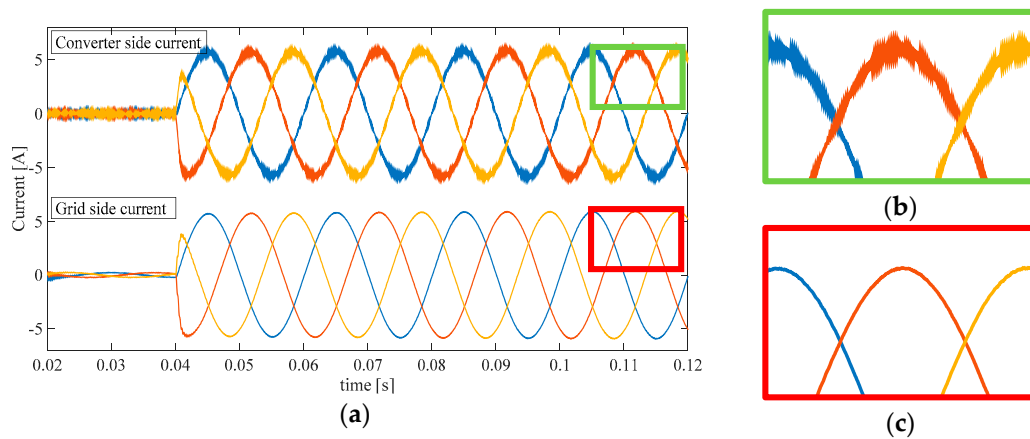 Converter side current
5
0
-5
Grid side current
5
0
-5
Current [A]
0.02 0.03 0.04 0.05 0.06 0.07 0.08 0.09 0.1 0.11 0.12
time [s]
(a)
(b)
(c)